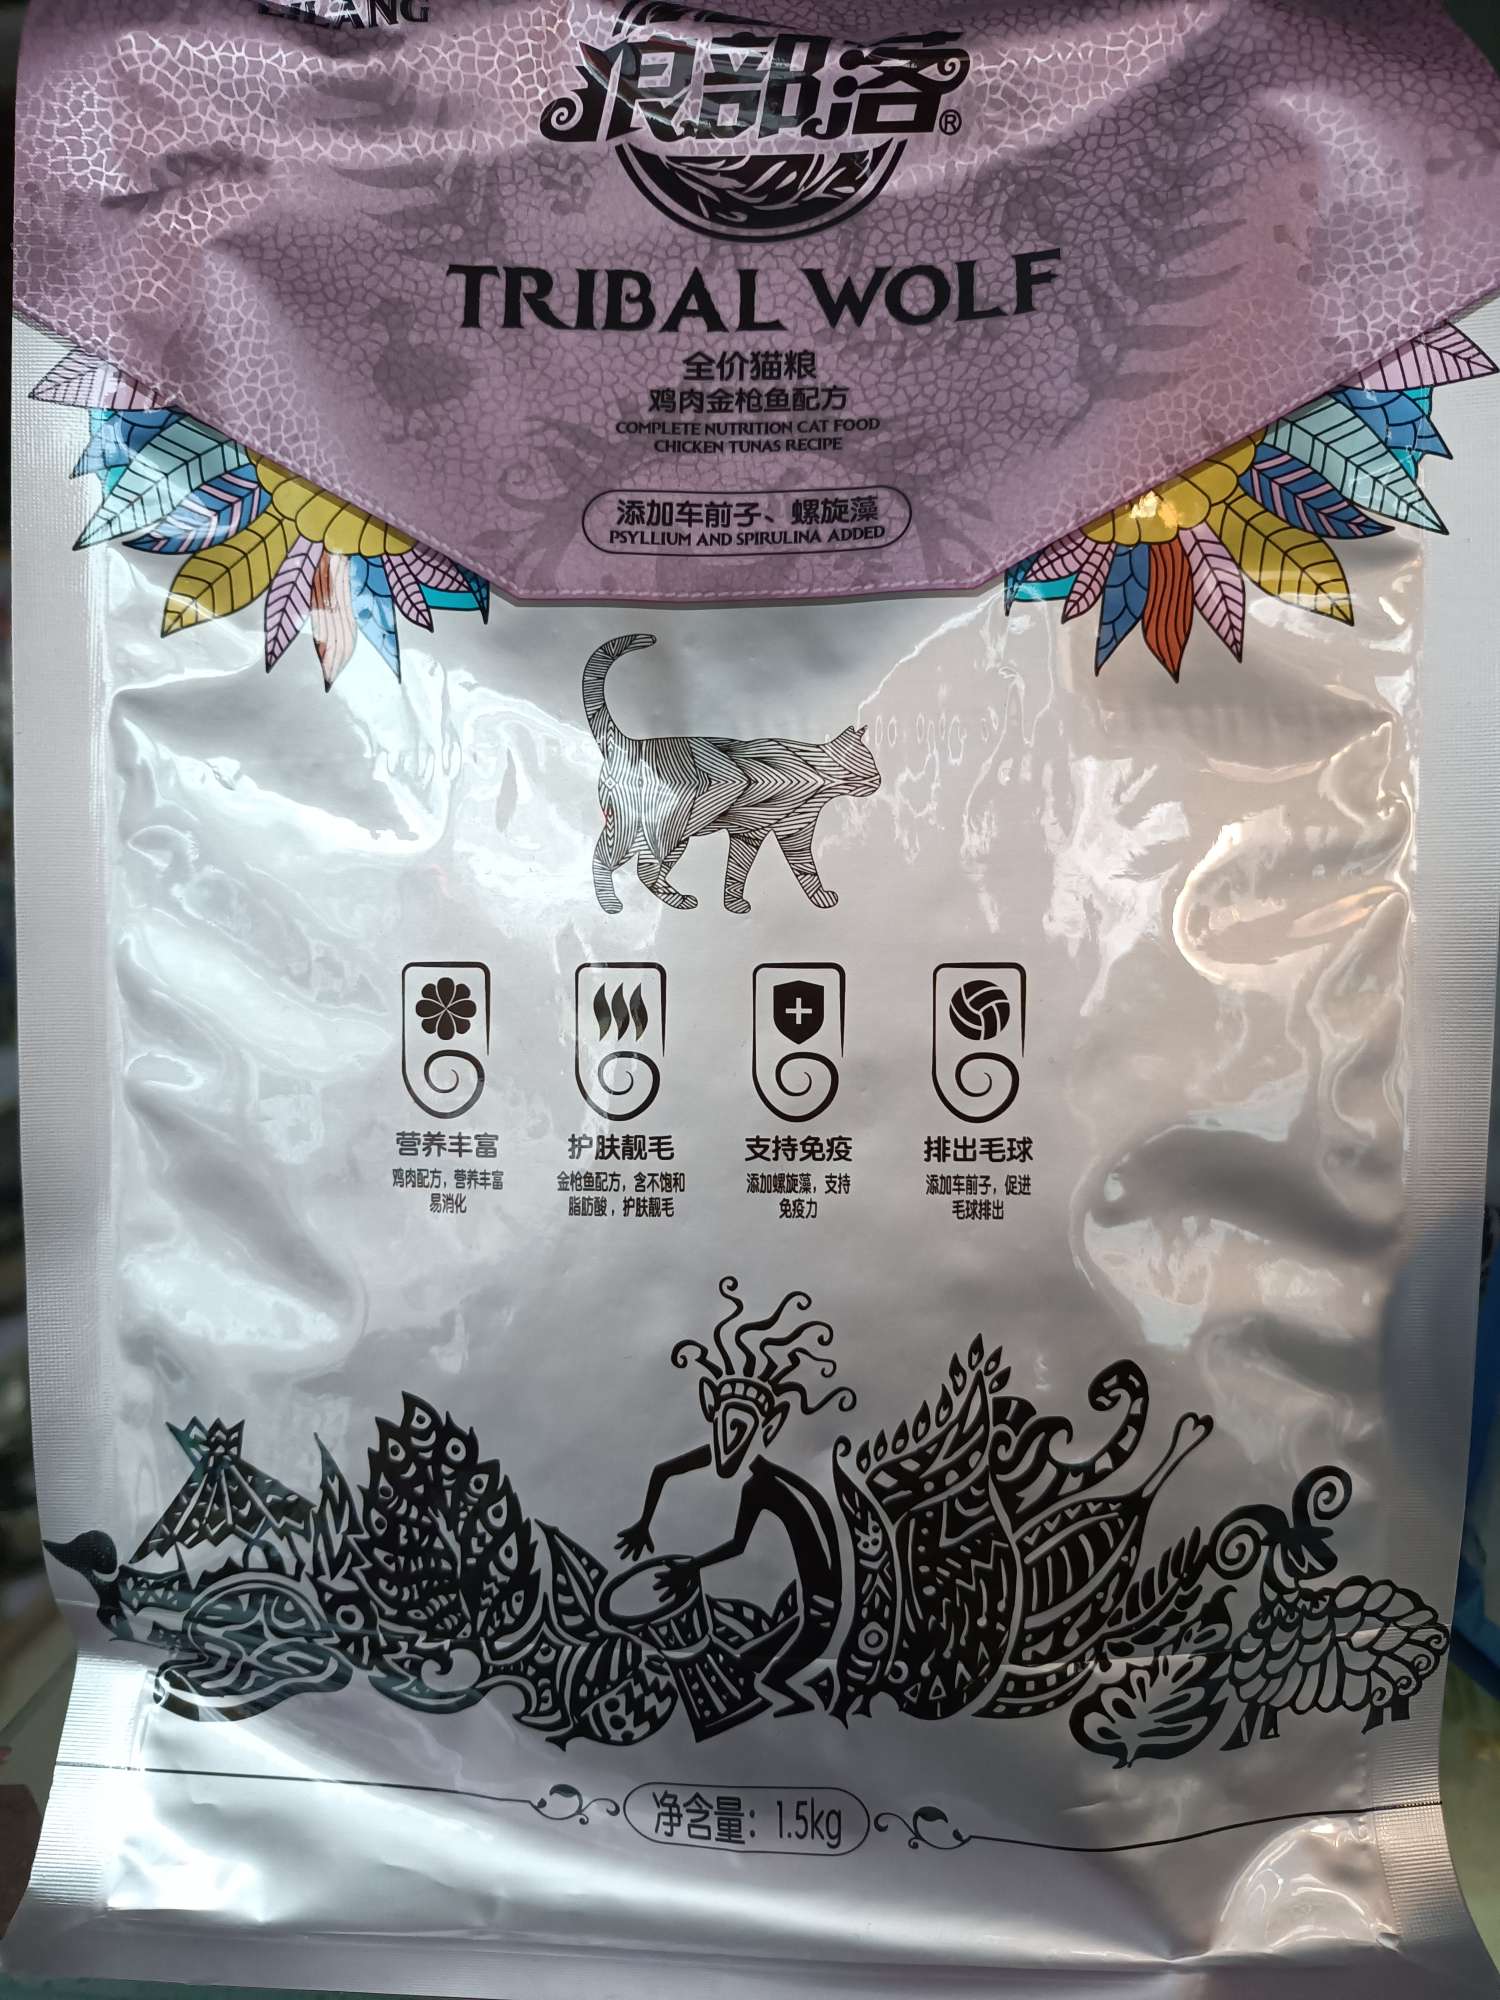 LILANG
狼部落®
TRIBAL WOLF
全价猫粮
鸡肉金枪鱼配方
COMPLETE NUTRITION CAT FOOD
CHICKEN TUNAS RECIPE
添加车前子、螺旋藻
PSYLLIUM AND SPIRULINA ADDED
营养丰富
鸡肉配方，营养丰富
易消化
护肤靓毛
金枪鱼配方，含不饱和
脂肪酸，护肤靓毛
支持免疫
添加螺旋藻，支持
免疫力
排出毛球
添加车前子，促进
毛球排出
净含量：1.5kg